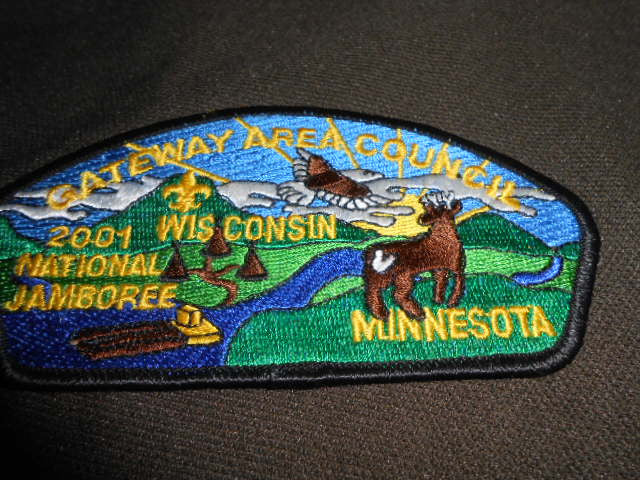 GATEWAY AREA COUNCIL
WISCONSIN
2001
NATIONAL
JAMBOREE
MINNESOTA